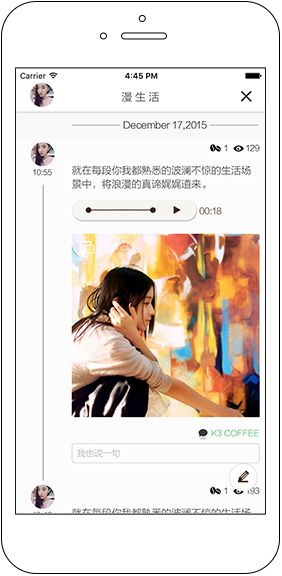 Carrier 4:45 PM
漫生活
December 17,2015
1 129
10:55
就在每段你我都熟悉的波澜不惊的生活场
景中，将浪漫的真谛娓娓道来。
00:18
K3 COFFEE
我也说一句
1 193
就在每段你我都熟悉的波澜不惊的生活场